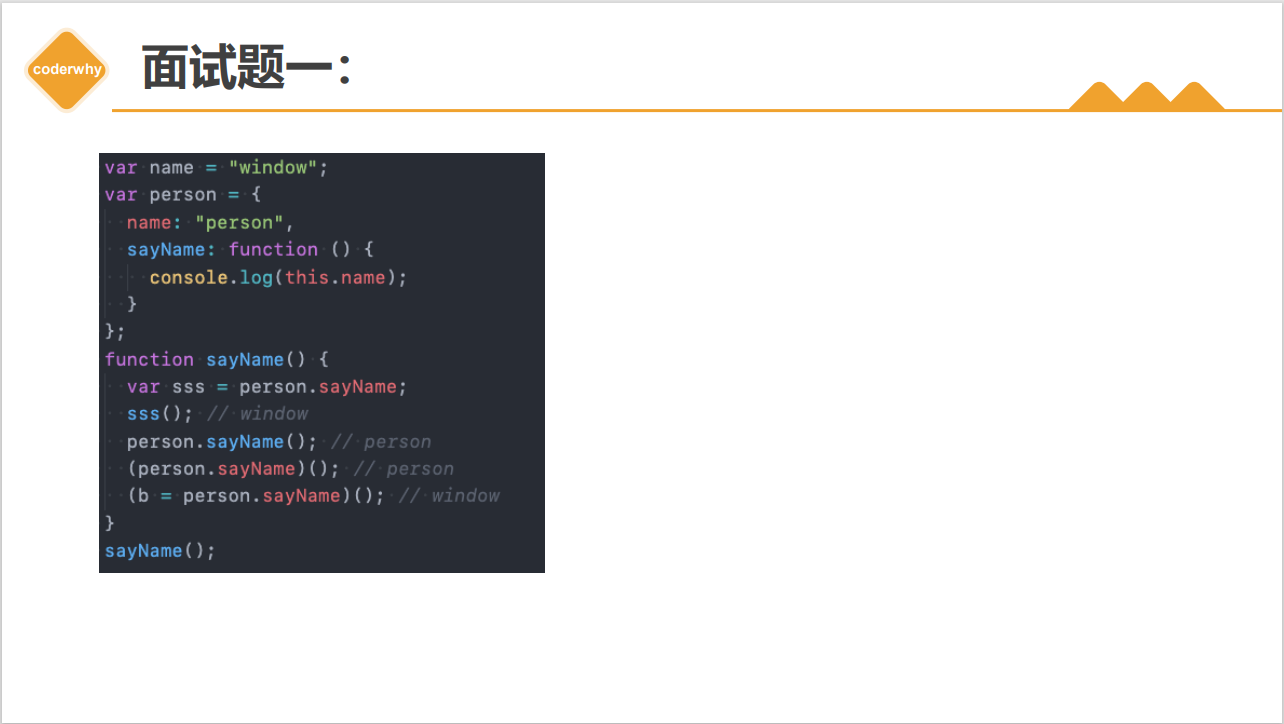 coderwhy
面试题一：
var name = "window";
var person = {
  name: "person",
  sayName: function () {
    console.log(this.name);
  }
};
function sayName() {
  var sss = person.sayName;
  sss(); // window
  person.sayName(); // person
  (person.sayName)(); // person
  (b = person.sayName)(); // window
}
sayName();